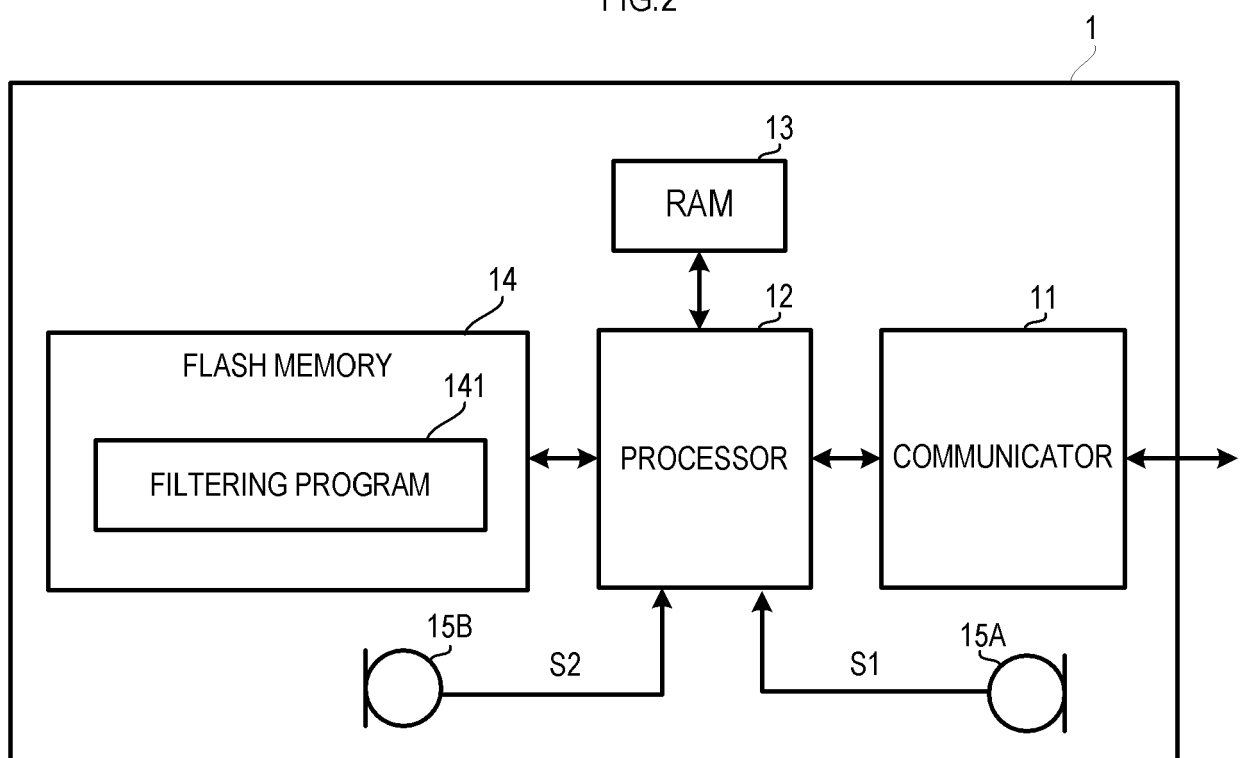 FIG.2
1
13
RAM
14
12
11
FLASH MEMORY
141
FILTERING PROGRAM
PROCESSOR
COMMUNICATOR
15B
S2
S1
15A